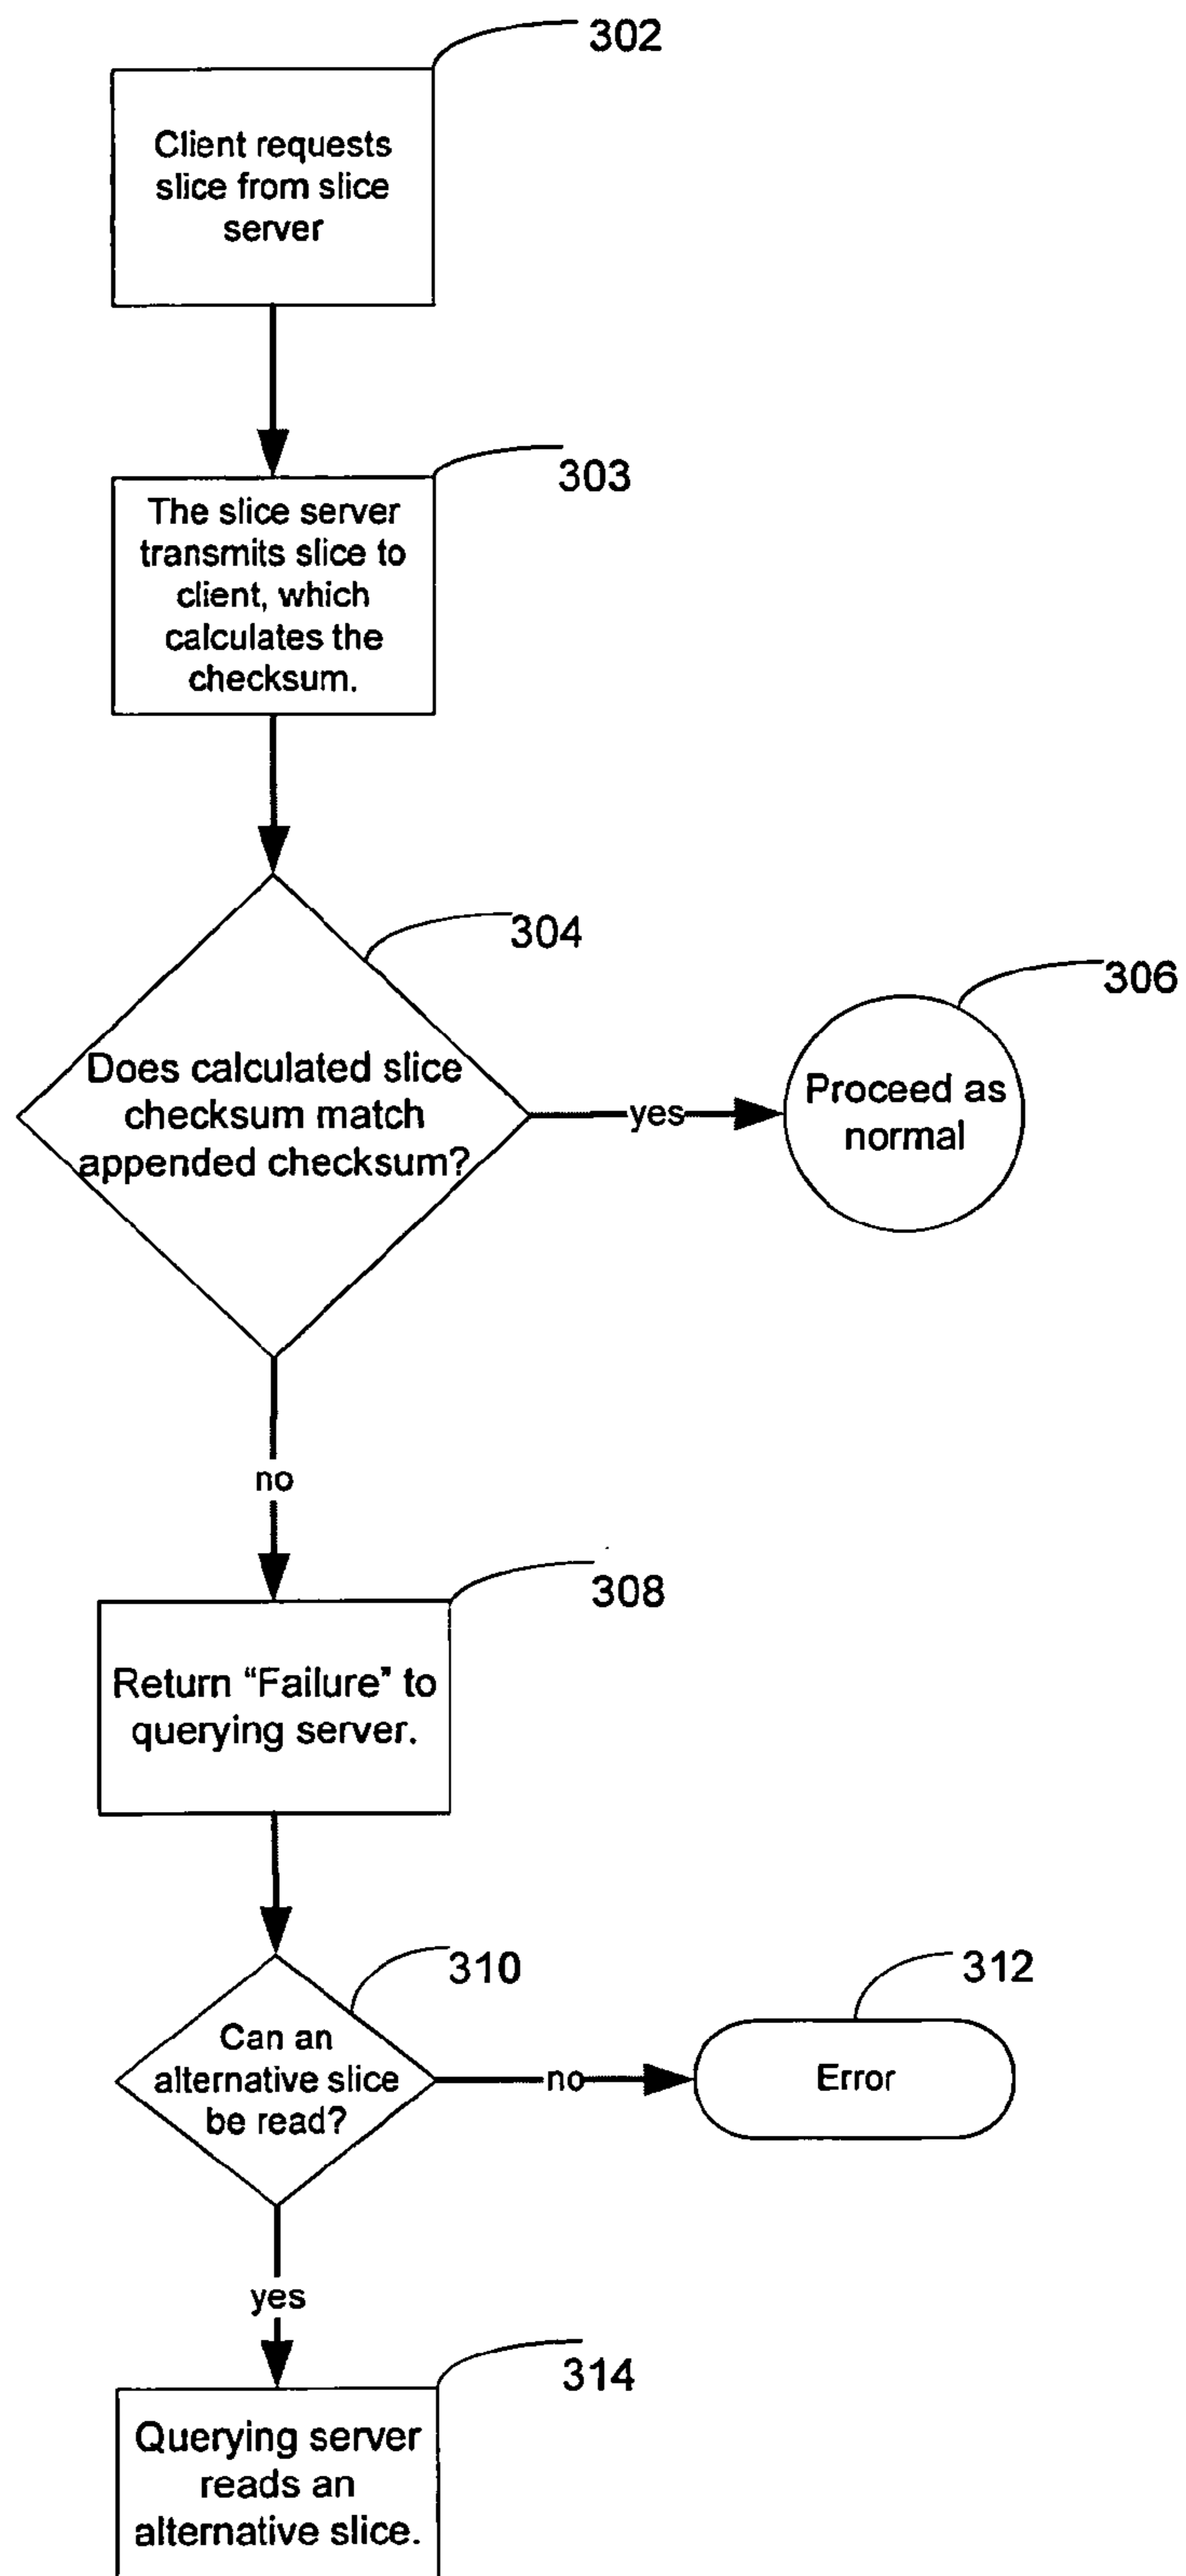 302
Client requests
slice from slice
server
303
The slice server
transmits slice to
client, which
calculates the
checksum.
304
Does calculated slice
checksum match
appended checksum?
yes
306
Proceed as
normal
no
308
Return “Failure” to
querying server.
310
Can an
alternative slice
be read?
no
312
Error
yes
314
Querying server
reads an
alternative slice.